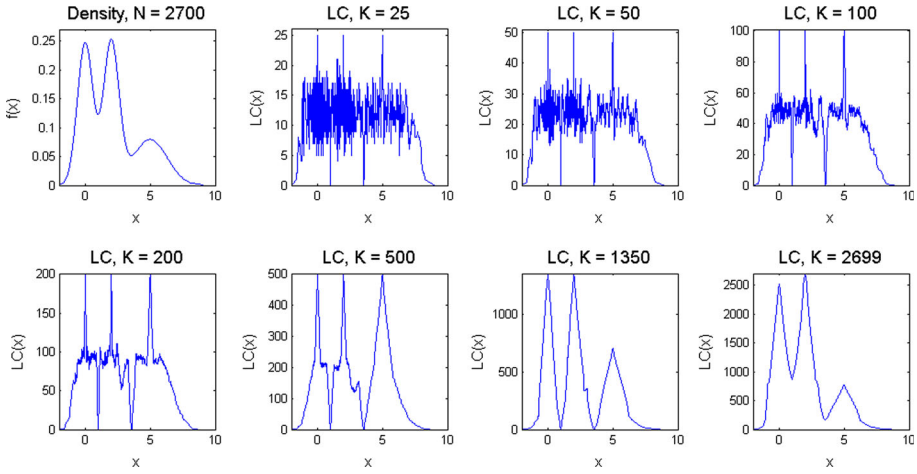 Density, N = 2700
LC, K = 25
LC, K = 50
LC, K = 100
0.25
0.2
0.15
0.1
0.05
0
f(x)
0 5 10
x
25
20
15
10
5
0
LC(x)
0 5 10
x
50
40
30
20
10
0
LC(x)
0 5 10
x
100
80
60
40
20
0
LC(x)
0 5 10
x
LC, K = 200
LC, K = 500
LC, K = 1350
LC, K = 2699
200
150
100
50
0
LC(x)
0 5 10
x
500
400
300
200
100
0
LC(x)
0 5 10
x
1000
500
0
LC(x)
0 5 10
x
2500
2000
1500
1000
500
0
LC(x)
0 5 10
x